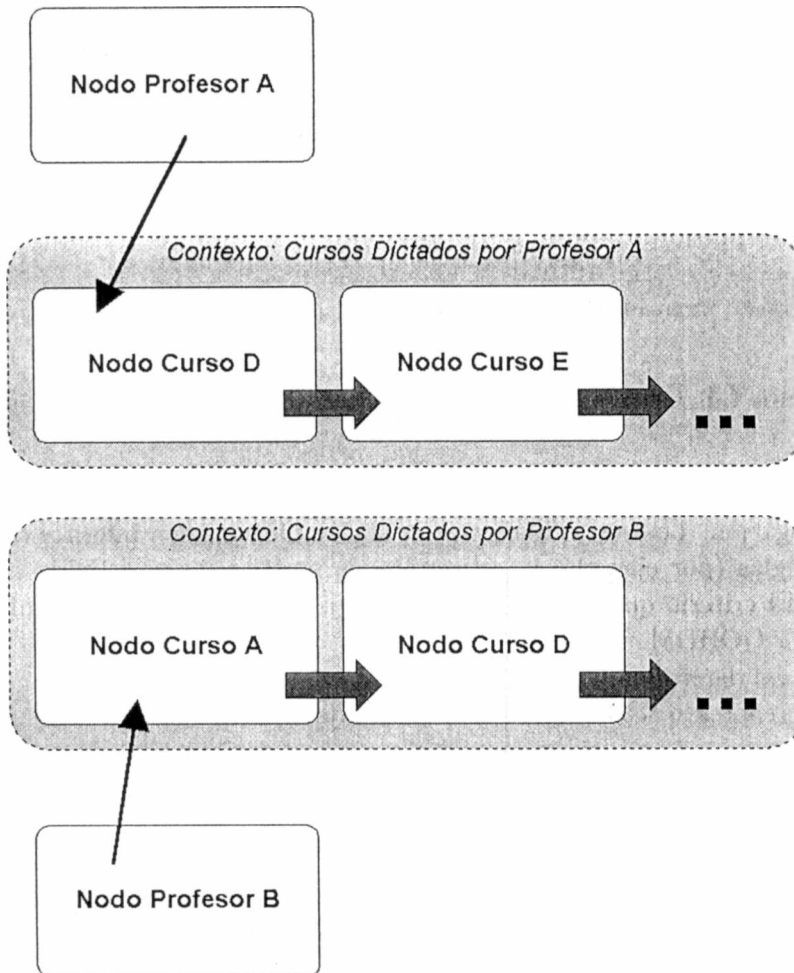 Nodo Profesor A
Contexto: Cursos Dictados por Profesor A
Nodo Curso D
Nodo Curso E
...
Contexto: Cursos Dictados por Profesor B
Nodo Curso A
Nodo Curso D
...
Nodo Profesor B